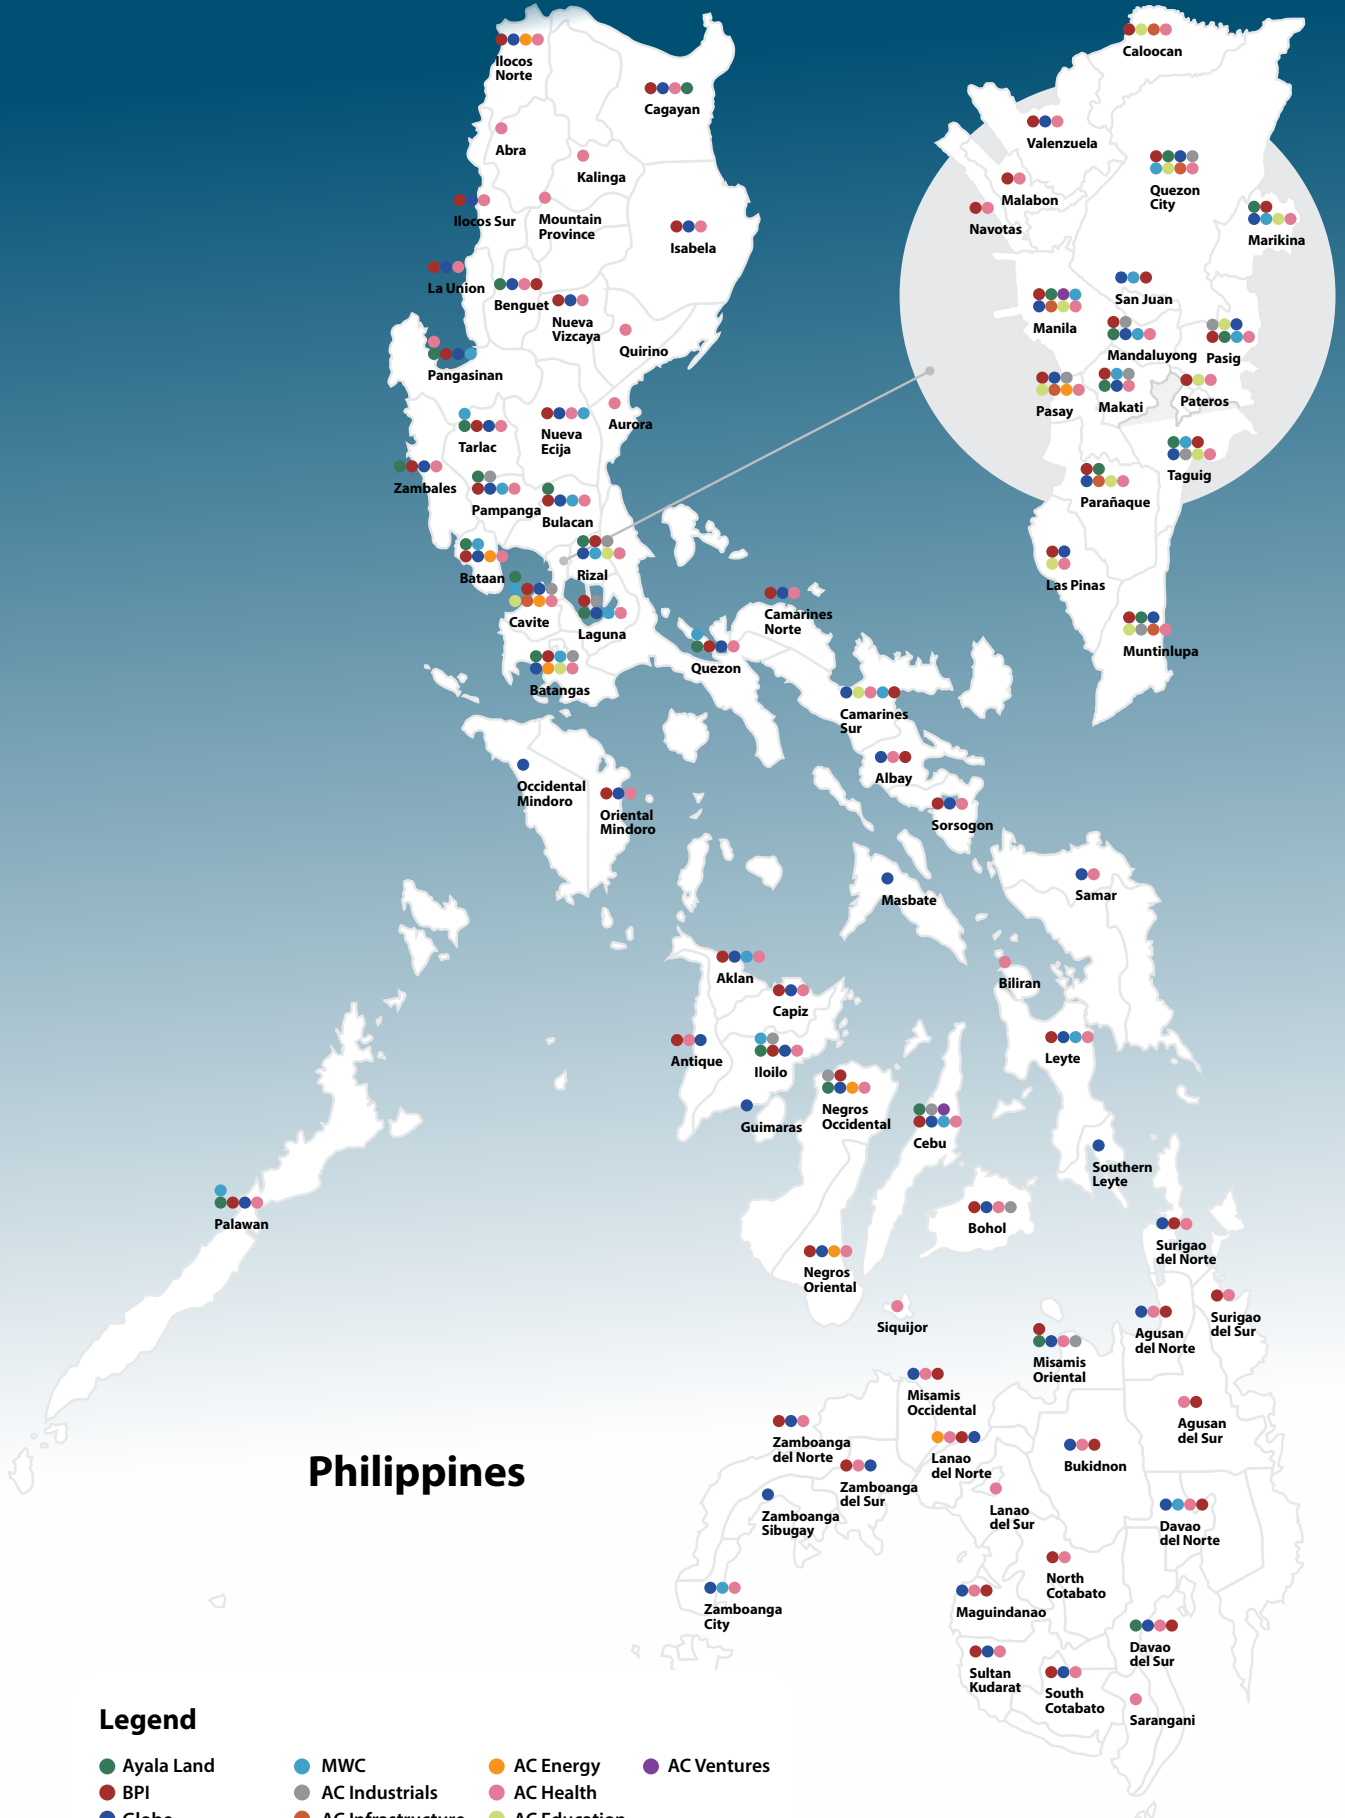 Ilocos
Norte
Cagayan
Abra
Kalinga
Ilocos Sur
Mountain
Province
Isabela
La Union
Benguet
Nueva
Vizcaya
Quirino
Pangasinan
Aurora
Tarlac
Nueva
Ecija
Zambales
Pampanga
Bulacan
Bataan
Rizal
Cavite
Laguna
Batangas
Quezon
Camarines
Norte
Camarines
Sur
Albay
Sorsogon
Occidental
Mindoro
Oriental
Mindoro
Masbate
Samar
Biliran
Aklan
Capiz
Antique
Iloilo
Guimaras
Negros
Occidental
Cebu
Leyte
Southern
Leyte
Palawan
Bohol
Negros
Oriental
Siquijor
Surigao
del Norte
Surigao
del Sur
Agusan
del Norte
Misamis
Oriental
Misamis
Occidental
Agusan
del Sur
Zamboanga
del Norte
Lanao
del Norte
Bukidnon
Zamboanga
del Sur
Zamboanga
Sibugay
Lanao
del Sur
Davao
del Norte
North
Cotabato
Zamboanga
City
Maguindanao
Davao
del Sur
Sultan
Kudarat
South
Cotabato
Sarangani
Caloocan
Valenzuela
Quezon
City
Malabon
Navotas
Marikina
San Juan
Manila
Mandaluyong
Pasig
Pasay
Makati
Pateros
Taguig
Parañaque
Las Pinas
Muntinlupa
Philippines
Legend
Ayala Land
MWC
AC Energy
AC Ventures
BPI
AC Industrials
AC Health
Globe
AC Infrastructure
AC Education